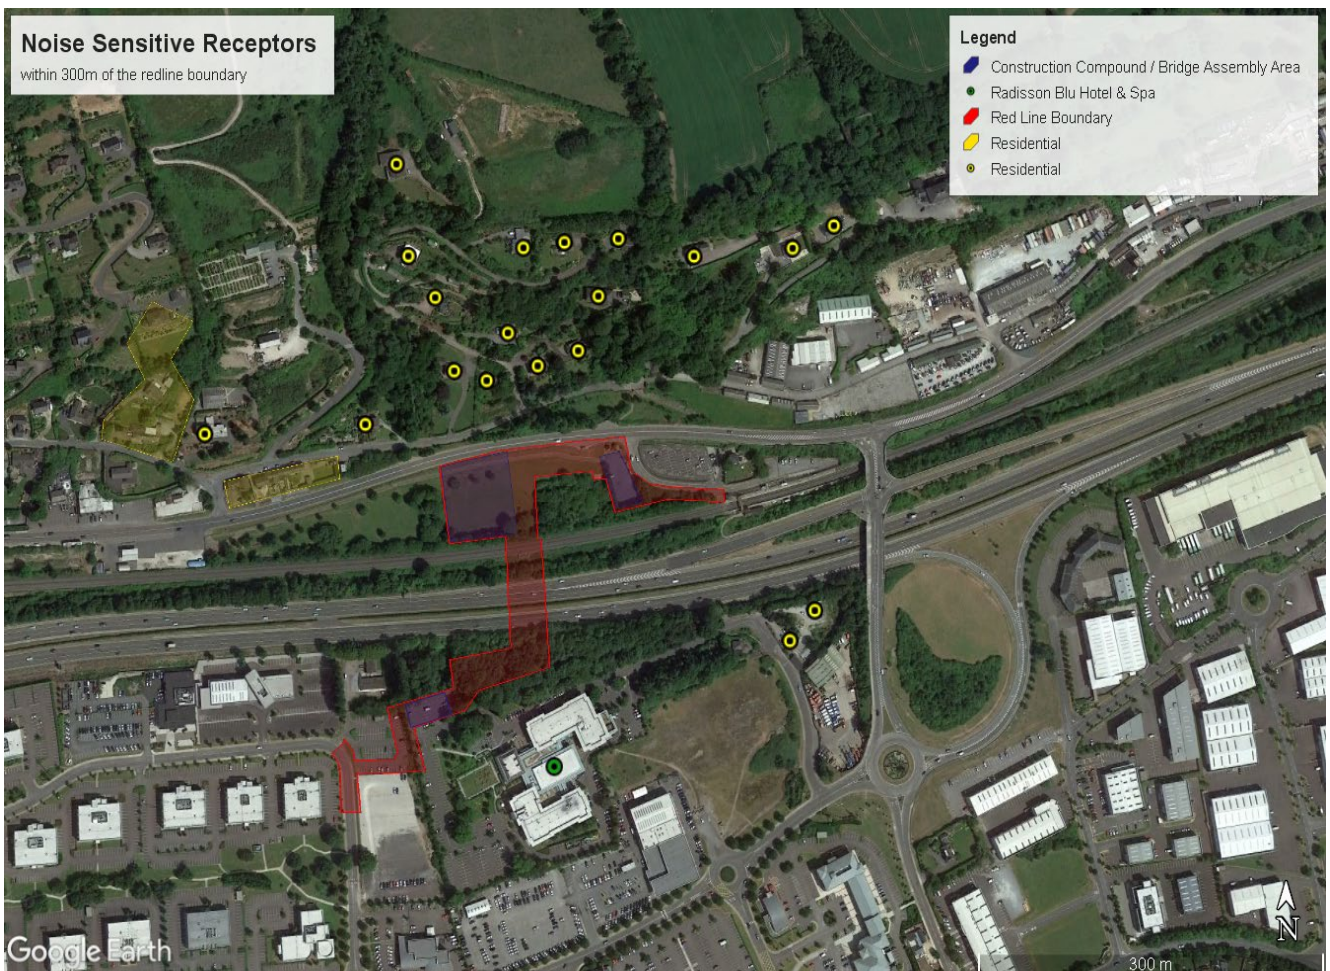 Noise Sensitive Receptors
within 300m of the redline boundary
Legend
Construction Compound / Bridge Assembly Area
Radisson Blu Hotel & Spa
Red Line Boundary
Residential
Residential
N
Google Earth
300 m